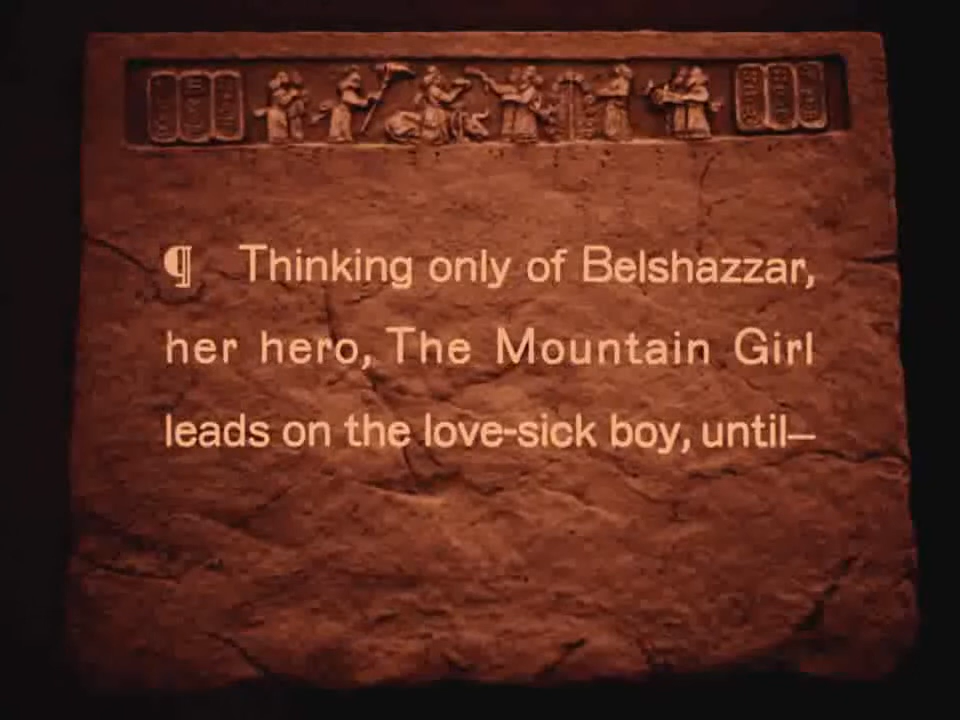 ¶ Thinking only of Belshazzar,
her hero, The Mountain Girl
leads on the love-sick boy, until—